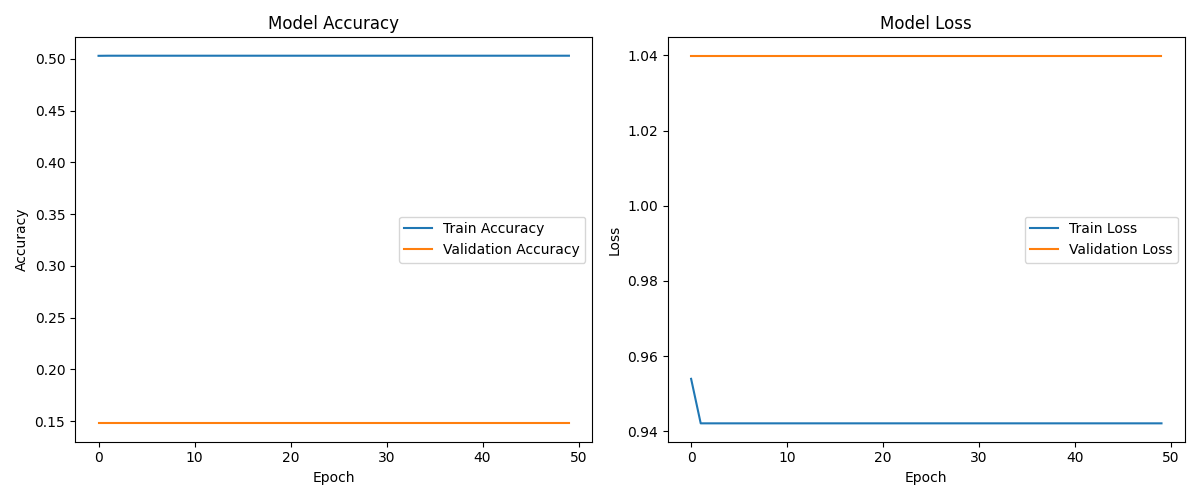 Model Accuracy
Accuracy
0.50
0.45
0.40
0.35
0.30
0.25
0.20
0.15
0
10
20
30
40
50
Epoch
Train Accuracy
Validation Accuracy
Model Loss
Loss
1.04
1.02
1.00
0.98
0.96
0.94
0
10
20
30
40
50
Epoch
Train Loss
Validation Loss